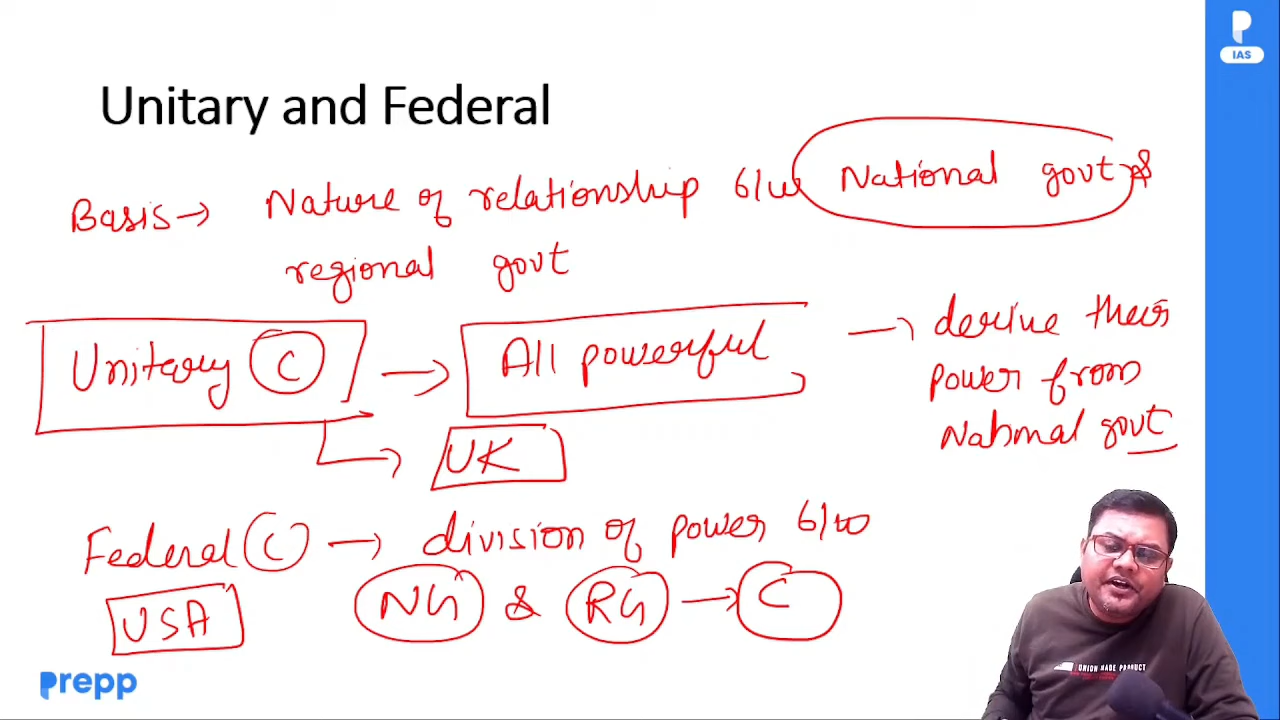 P
IAS
Unitary and Federal
Basis → Nature of relationship b/w National govt &
regional govt
Unitary C → All powerful → derive their
power from
National govt
→ UK
Federal C → division of power b/w
USA NG & RG → C
UNION MADE PRODUCT
prepp